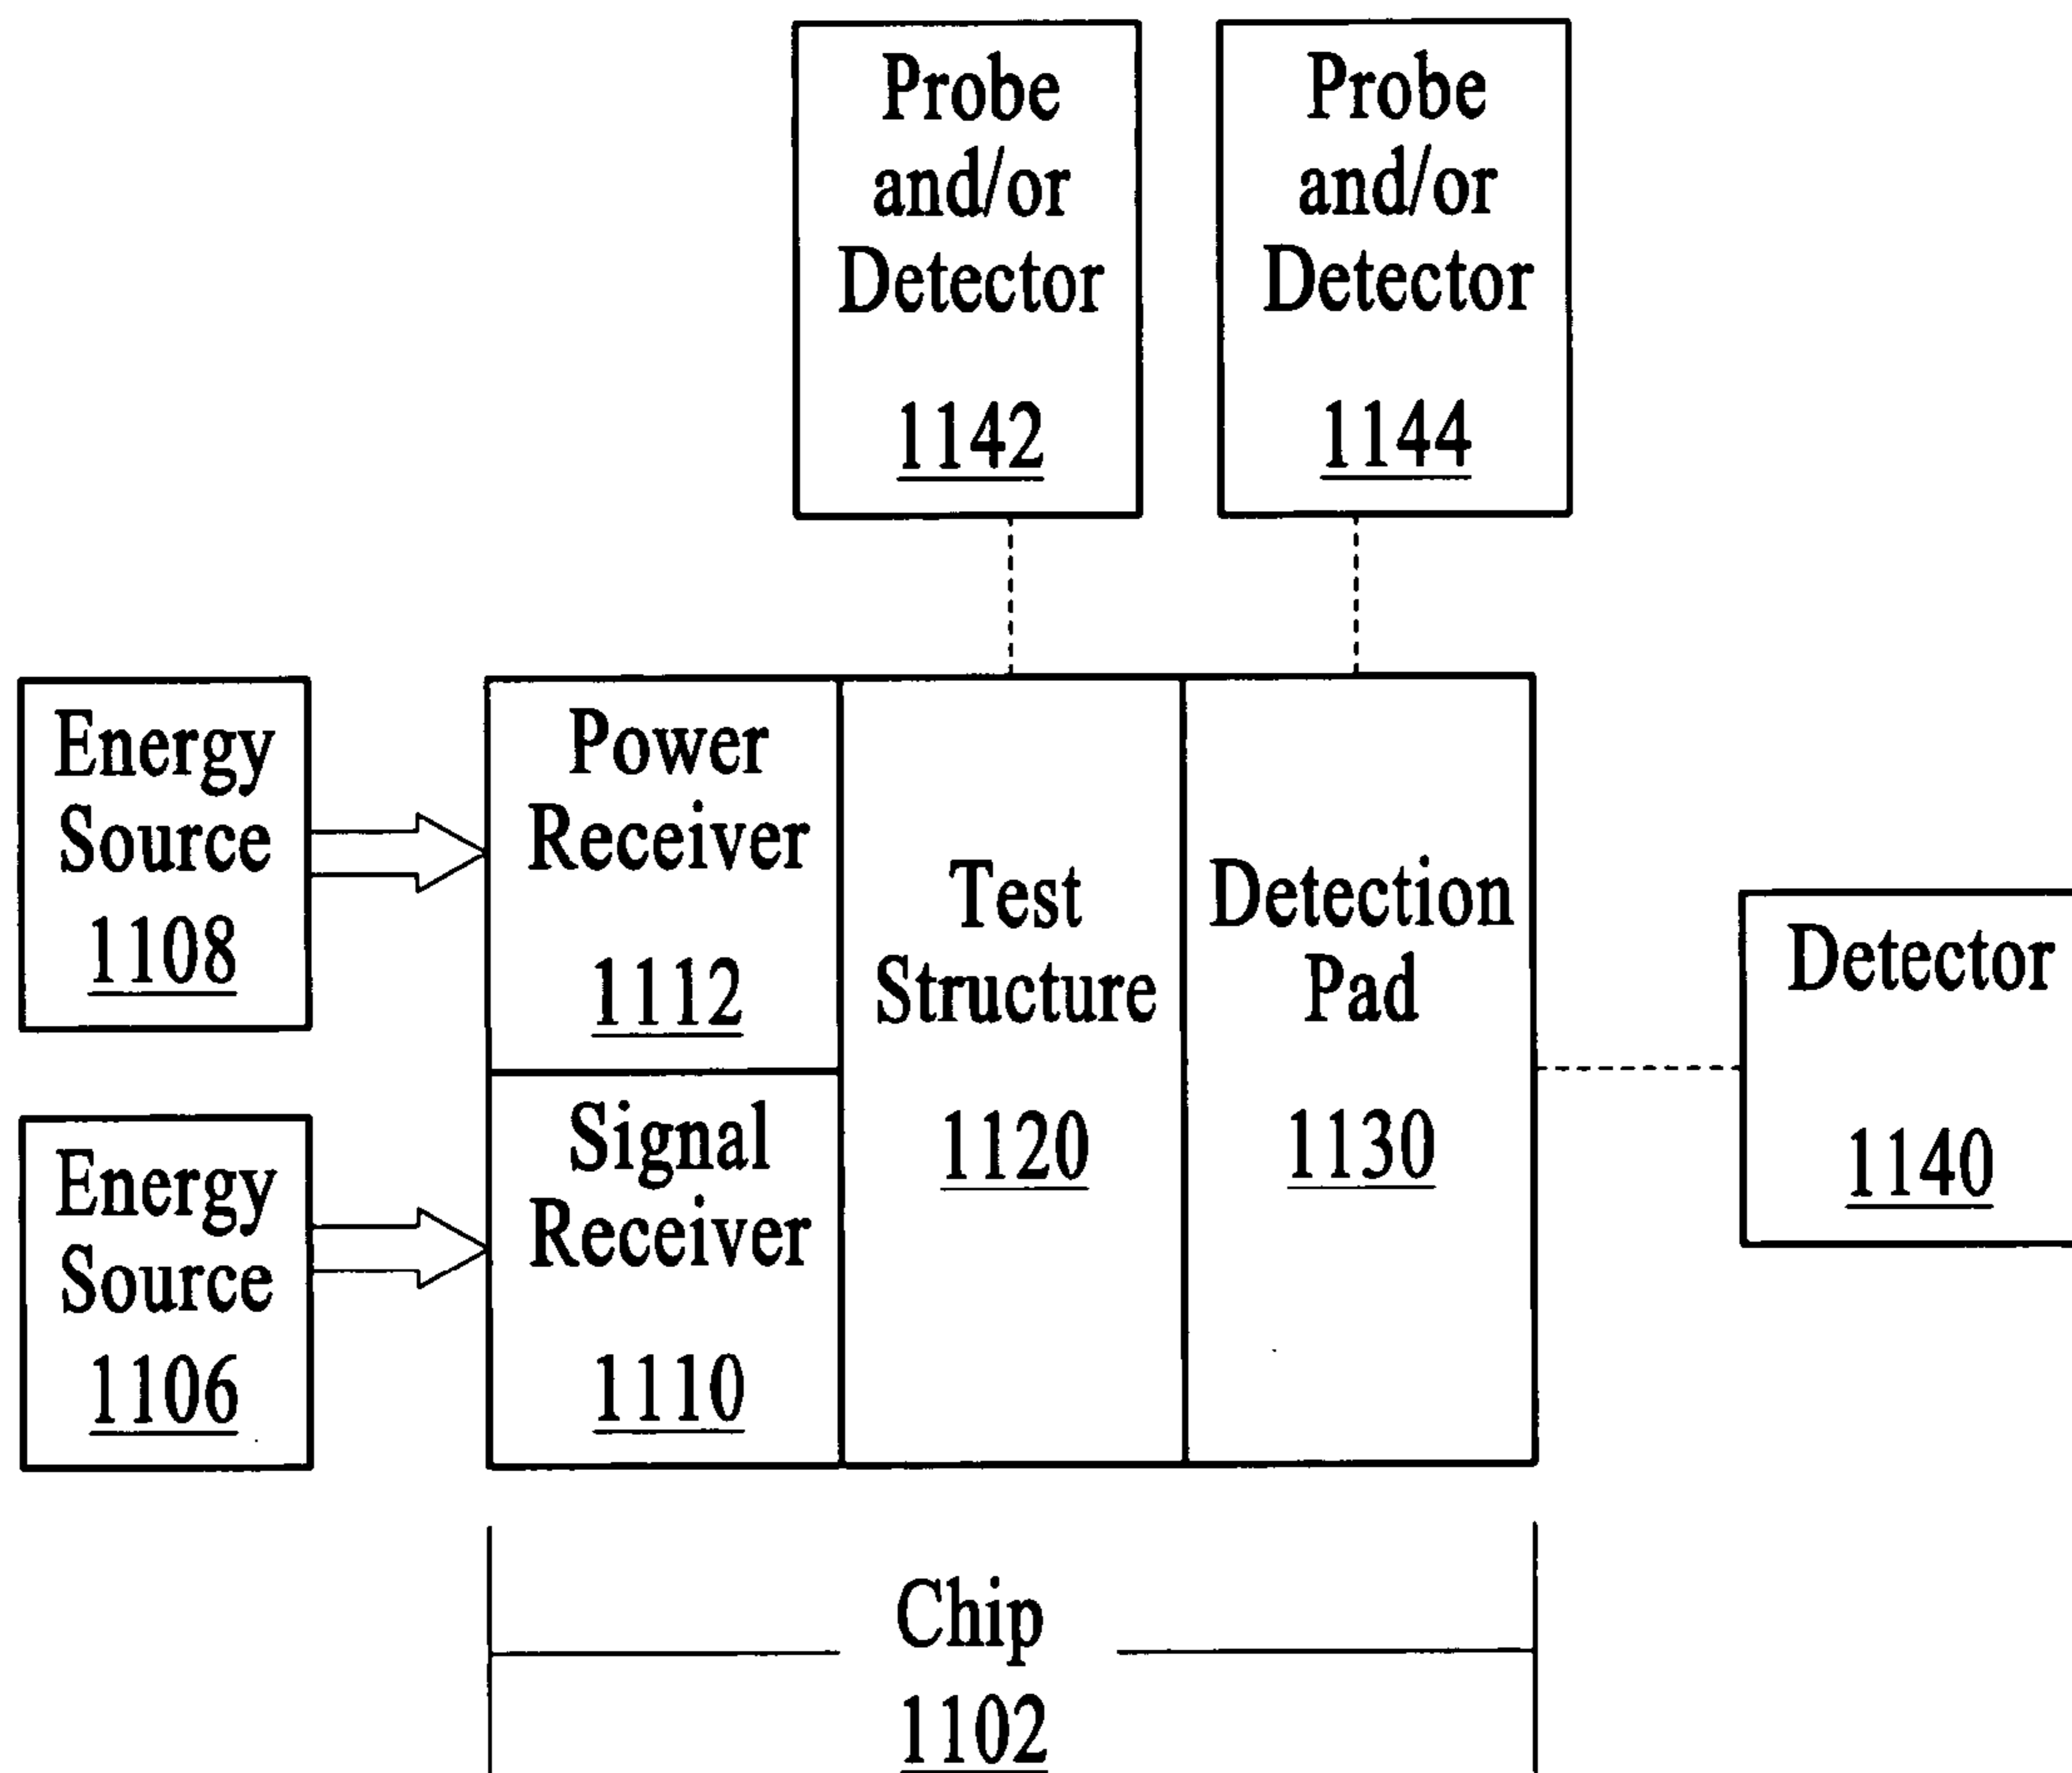 Probe
and/or
Detector
1142
Probe
and/or
Detector
1144
Energy
Source
1108
Power
Receiver
1112
Test
Structure
1120
Detection
Pad
1130
Detector
1140
Energy
Source
1106
Signal
Receiver
1110
Chip
1102